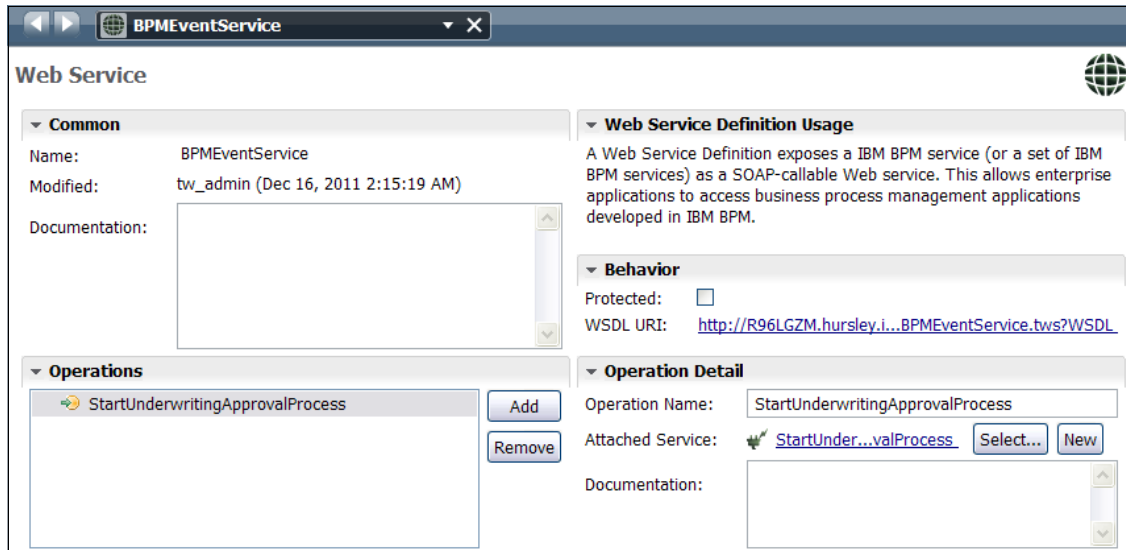 BPMEventService
Web Service
Common
Name: BPMEventService
Modified: tw_admin (Dec 16, 2011 2:15:19 AM)
Documentation:
Web Service Definition Usage
A Web Service Definition exposes a IBM BPM service (or a set of IBM
BPM services) as a SOAP-callable Web service. This allows enterprise
applications to access business process management applications
developed in IBM BPM.
Behavior
Protected:
WSDL URI: http://R96LGZM.hursley.i...BPMEventService.tws?WSDL
Operations
StartUnderwritingApprovalProcess
Add
Remove
Operation Detail
Operation Name: StartUnderwritingApprovalProcess
Attached Service: StartUnder...valProcess Select... New
Documentation: